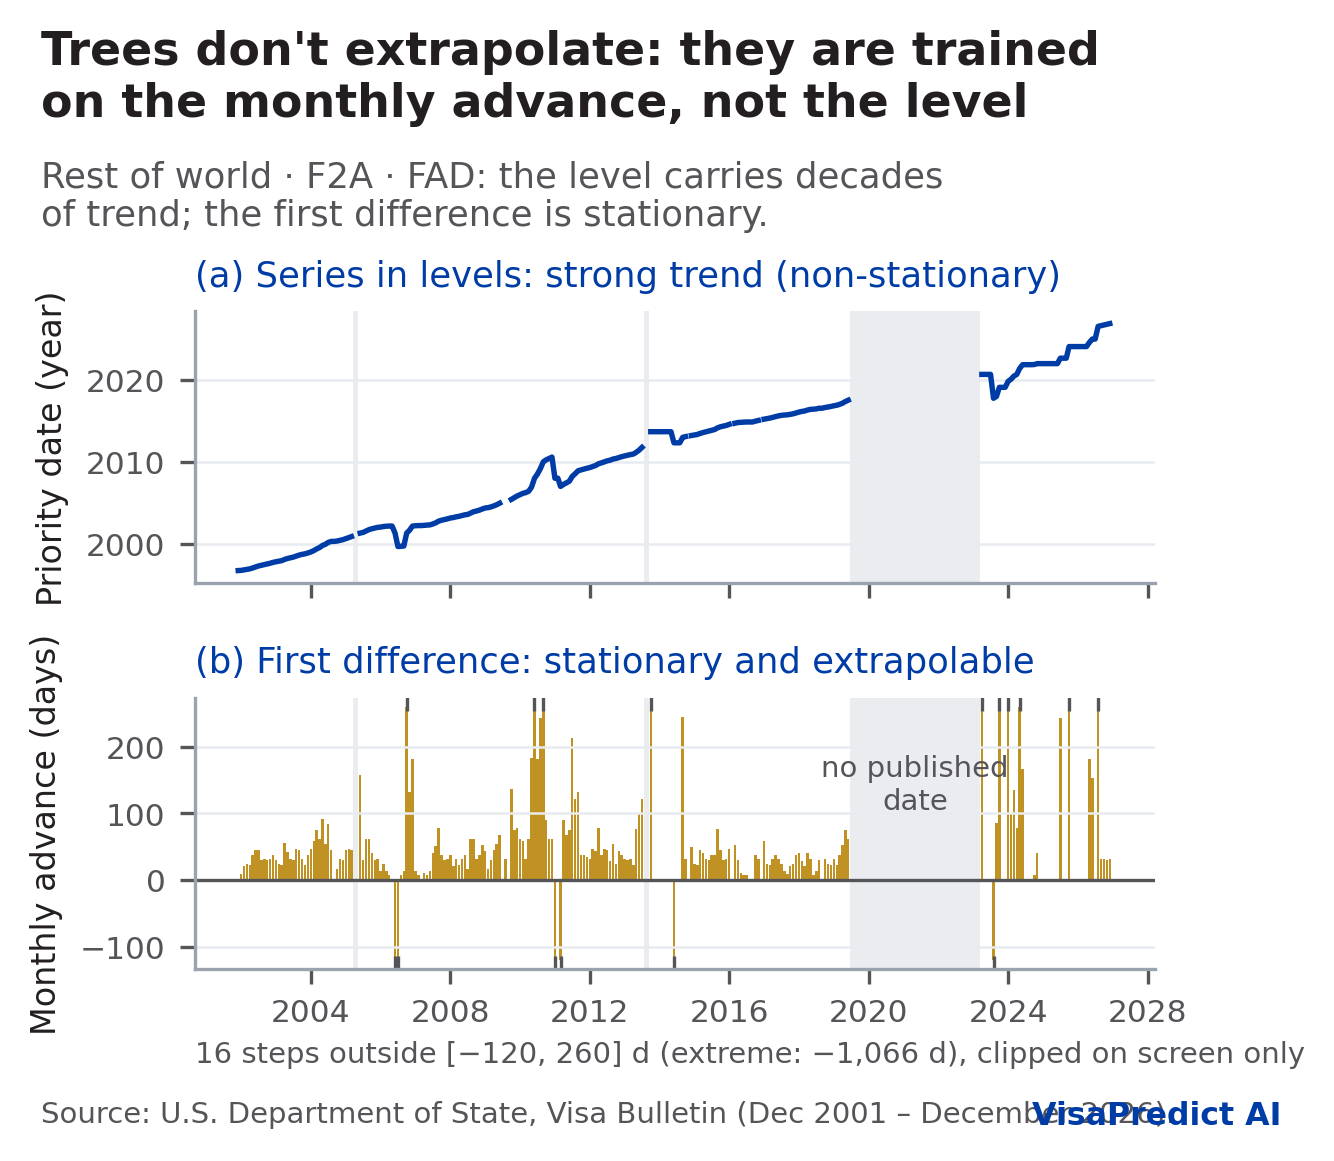 Trees don't extrapolate: they are trained
on the monthly advance, not the level
Rest of world · F2A · FAD: the level carries decades
of trend; the first difference is stationary.
(a) Series in levels: strong trend (non-stationary)
Priority date (year)
2020
2010
2000
(b) First difference: stationary and extrapolable
Monthly advance (days)
200
100
0
−100
no published
date
2004 2008 2012 2016 2020 2024 2028
16 steps outside [−120, 260] d (extreme: −1,066 d), clipped on screen only
Source: U.S. Department of State, Visa Bulletin (Dec 2001 – December 2026)
VisaPredict AI